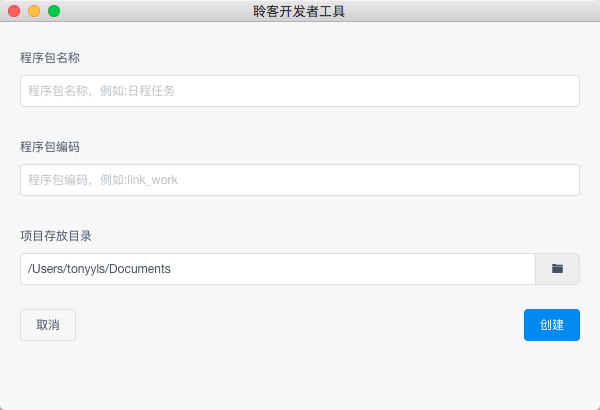 聆客开发者工具
程序包名称
程序包名称，例如:日程任务
程序包编码
程序包编码，例如:link_work
项目存放目录
/Users/tonyyls/Documents
取消
创建